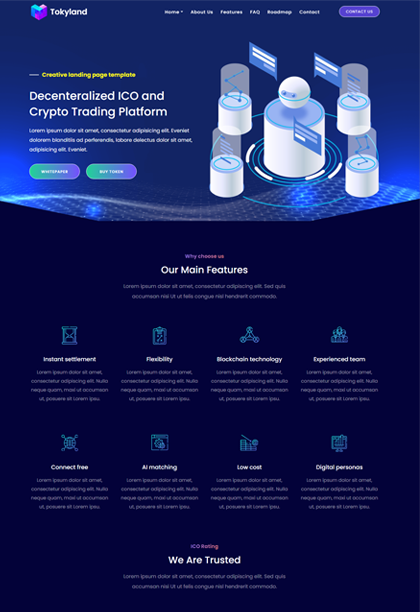 Tokyland
Home About Us Features FAQ Roadmap Contact
CONTACT US
Creative landing page template
Decenteralized ICO and
Crypto Trading Platform
Lorem ipsum dolor sit amet, consectetur adipisicing elit. Eveniet
dolorem blanditiis ad perferendis, labore delectus dolor sit amet,
adipisicing elit. Eveniet.
WHITEPAPER BUY TOKEN
Why choose us
Our Main Features
Lorem ipsum dolor sit amet, consectetur adipiscing elit. Sed quis
accumsan nisi Ut ut felis congue nisl hendrerit commodo.
Instant settlement Flexibility Blockchain technology Experienced team
Lorem ipsum dolor sit amet, Lorem ipsum dolor sit amet, Lorem ipsum dolor sit amet, Lorem ipsum dolor sit amet,
consectetur adipiscing elit. Nulla consectetur adipiscing elit. Nulla consectetur adipiscing elit. Nulla consectetur adipiscing elit. Nulla
neque quam, maxi ut accumsan neque quam, maxi ut accumsan neque quam, maxi ut accumsan neque quam, maxi ut accumsan
ut, posuere sit Lorem ipsum. ut, posuere sit Lorem ipsum. ut, posuere sit Lorem ipsum. ut, posuere sit Lorem ipsum.
Connect free AI matching Low cost Digital personas
Lorem ipsum dolor sit amet, Lorem ipsum dolor sit amet, Lorem ipsum dolor sit amet, Lorem ipsum dolor sit amet,
consectetur adipiscing elit. Nulla consectetur adipiscing elit. Nulla consectetur adipiscing elit. Nulla consectetur adipiscing elit. Nulla
neque quam, maxi ut accumsan neque quam, maxi ut accumsan neque quam, maxi ut accumsan neque quam, maxi ut accumsan
ut, posuere sit Lorem ipsum. ut, posuere sit Lorem ipsum. ut, posuere sit Lorem ipsum. ut, posuere sit Lorem ipsum.
ICO Rating
We Are Trusted
Lorem ipsum dolor sit amet, consectetur adipiscing elit. Sed quis
accumsan nisi Ut ut felis congue nisl hendrerit commodo.